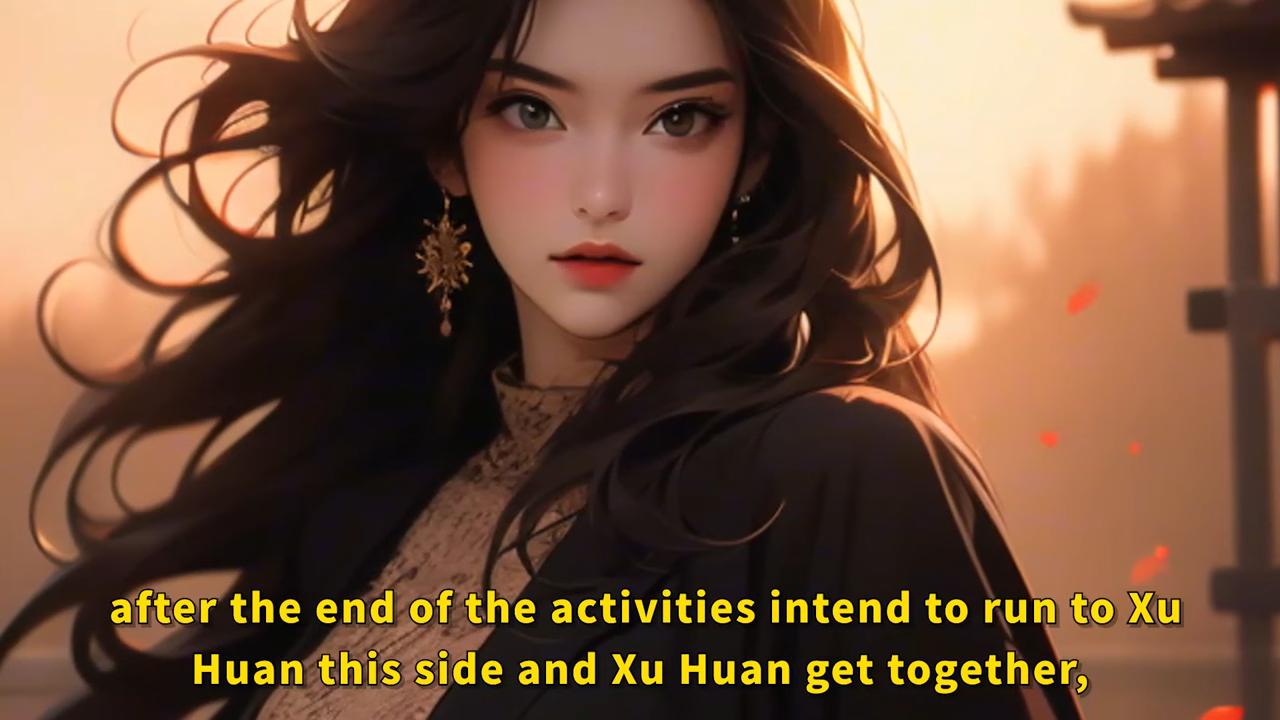 after the end of the activities intend to run to Xu
Huan this side and Xu Huan get together,